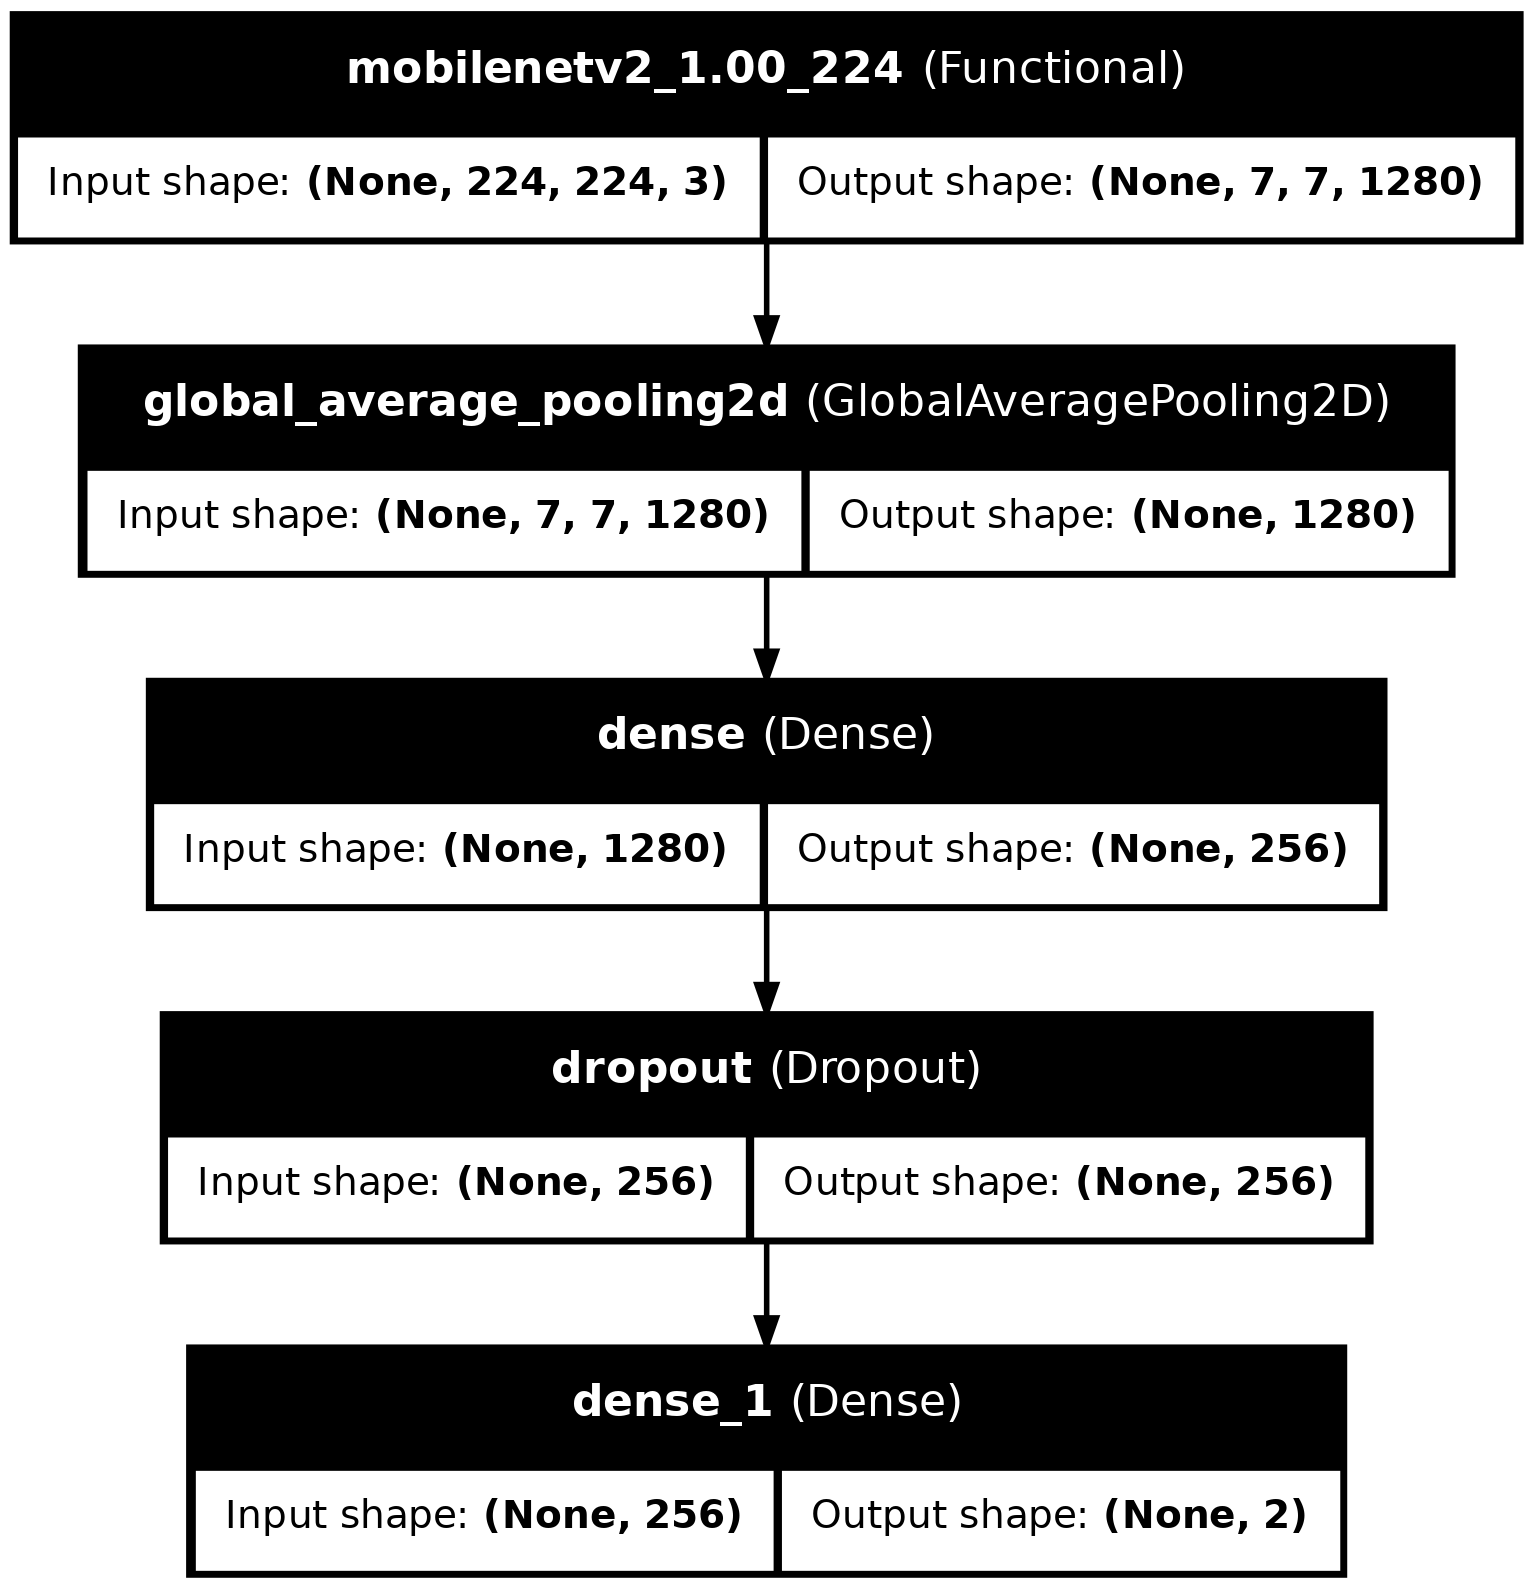 mobilenetv2_1.00_224 (Functional)
Input shape: (None, 224, 224, 3) Output shape: (None, 7, 7, 1280)
global_average_pooling2d (GlobalAveragePooling2D)
Input shape: (None, 7, 7, 1280) Output shape: (None, 1280)
dense (Dense)
Input shape: (None, 1280) Output shape: (None, 256)
dropout (Dropout)
Input shape: (None, 256) Output shape: (None, 256)
dense_1 (Dense)
Input shape: (None, 256) Output shape: (None, 2)